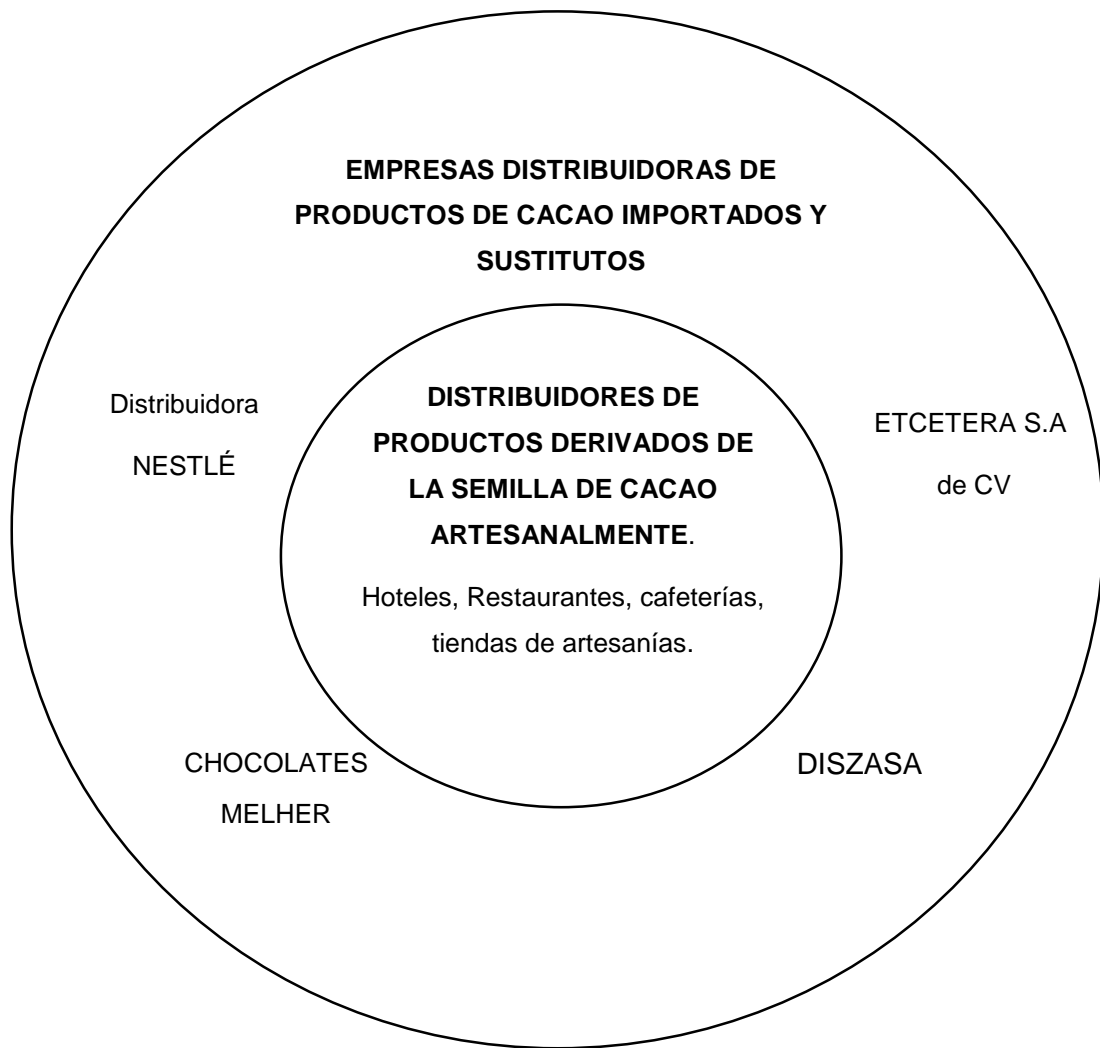 EMPRESAS DISTRIBUIDORAS DE
PRODUCTOS DE CACAO IMPORTADOS Y
SUSTITUTOS
DISTRIBUIDORES DE
PRODUCTOS DERIVADOS DE
LA SEMILLA DE CACAO
ARTESANALMENTE.
Hoteles, Restaurantes, cafeterías,
tiendas de artesanías.
Distribuidora
NESTLÉ
ETCETERA S.A
de CV
CHOCOLATES
MELHER
DISZASA